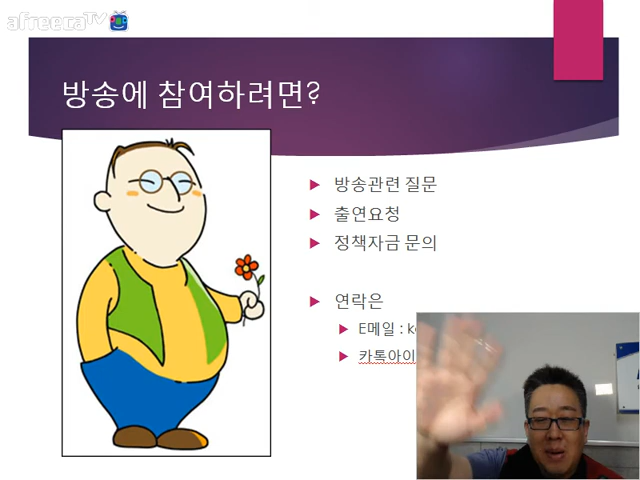 afreecaTV
방송에 참여하려면?
방송관련 질문
출연요청
정책자금 문의
연락은
E메일 : k
카톡아이